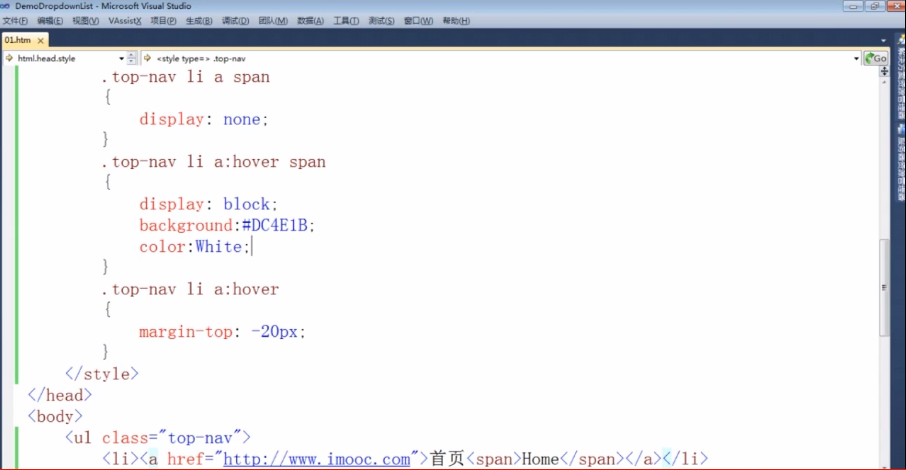 DemoDropdownList - Microsoft Visual Studio
文件(F) 编辑(E) 视图(V) VAssistX 项目(P) 生成(B) 调试(D) 团队(M) 数据(A) 工具(T) 测试(S) 窗口(W) 帮助(H)
01.htm
html.head.style <style type=> .top-nav Go
.top-nav li a span
{
display: none;
}
.top-nav li a:hover span
{
display: block;
background:#DC4E1B;
color:White;
}
.top-nav li a:hover
{
margin-top: -20px;
}
</style>
</head>
<body>
<ul class="top-nav">
<li><a href="http://www.imooc.com">首页<span>Home</span></a></li>